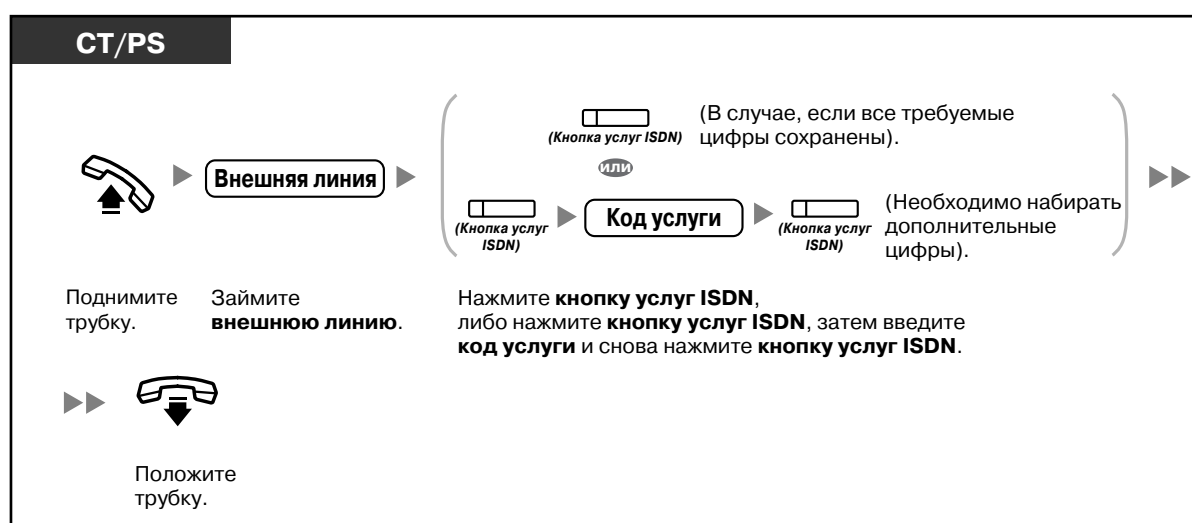 CT/PS
(Кнопка услуг ISDN)
(В случае, если все требуемые
цифры сохранены).
или
Внешняя линия
(Кнопка услуг
ISDN)
Код услуги
(Кнопка услуг
ISDN)
(Необходимо набирать
дополнительные
цифры).
Поднимите
трубку.
Займите
внешнюю линию.
Нажмите кнопку услуг ISDN,
либо нажмите кнопку услуг ISDN, затем введите
код услуги и снова нажмите кнопку услуг ISDN.
Положите
трубку.